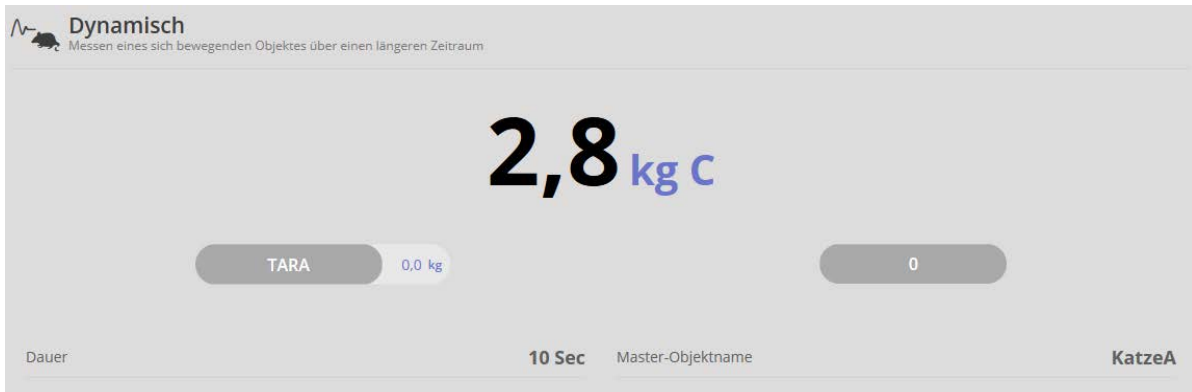 Dynamisch
Messen eines sich bewegenden Objektes über einen längeren Zeitraum
2,8 kg C
TARA 0,0 kg 0
Dauer 10 Sec Master-Objektname KatzeA